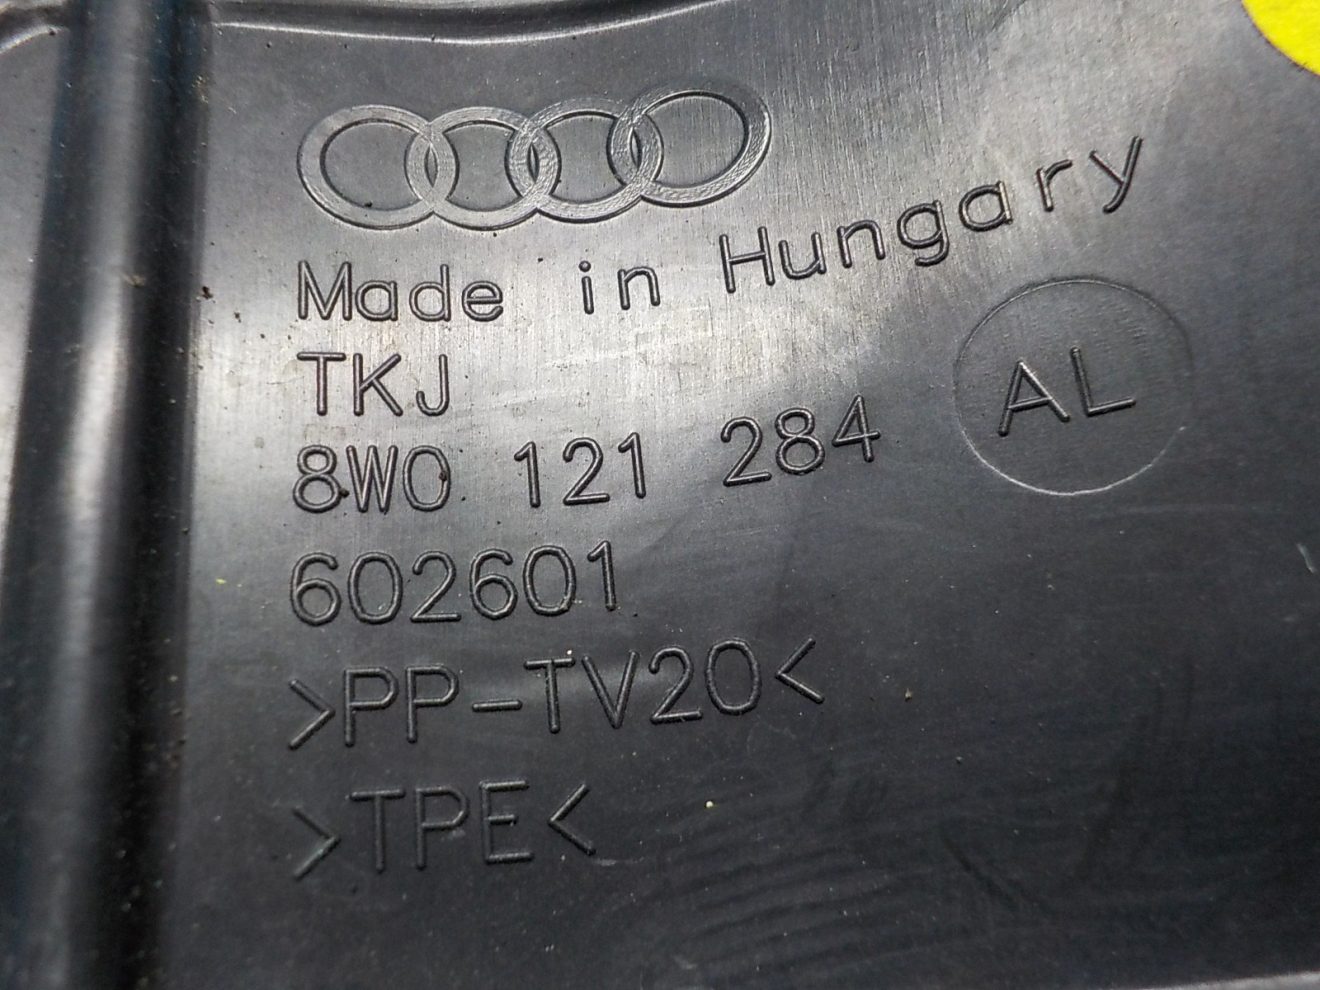 Made in Hungary
TKJ
8W0 121 284
AL
602601
>PP-TV20<
>TPE<